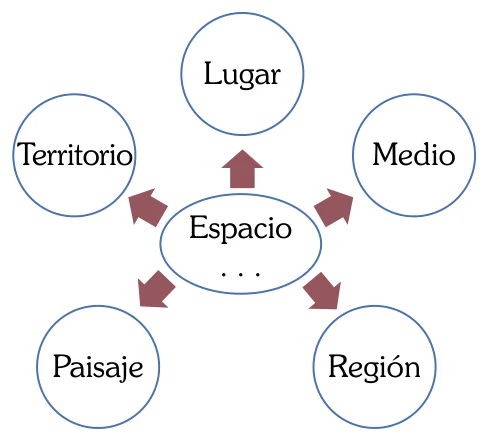 Lugar
Territorio
Medio
Espacio
. . .
Paisaje
Región